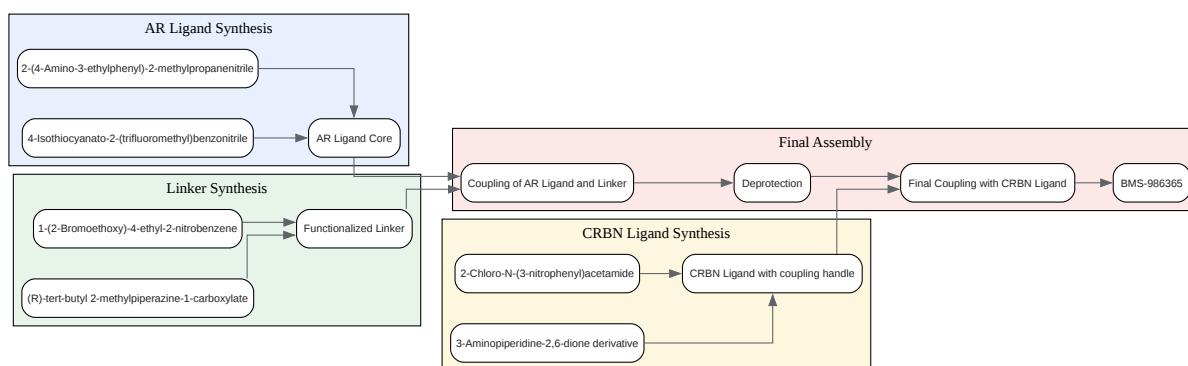 AR Ligand Synthesis
2-(4-Amino-3-ethylphenyl)-2-methylpropanenitrile
4-Isothiocyanato-2-(trifluoromethyl)benzonitrile
AR Ligand Core
Linker Synthesis
1-(2-Bromoethoxy)-4-ethyl-2-nitrobenzene
Functionalized Linker
(R)-tert-butyl 2-methylpiperazine-1-carboxylate
Final Assembly
Coupling of AR Ligand and Linker
Deprotection
Final Coupling with CRBN Ligand
BMS-986365
CRBN Ligand Synthesis
2-Chloro-N-(3-nitrophenyl)acetamide
CRBN Ligand with coupling handle
3-Aminopiperidine-2,6-dione derivative